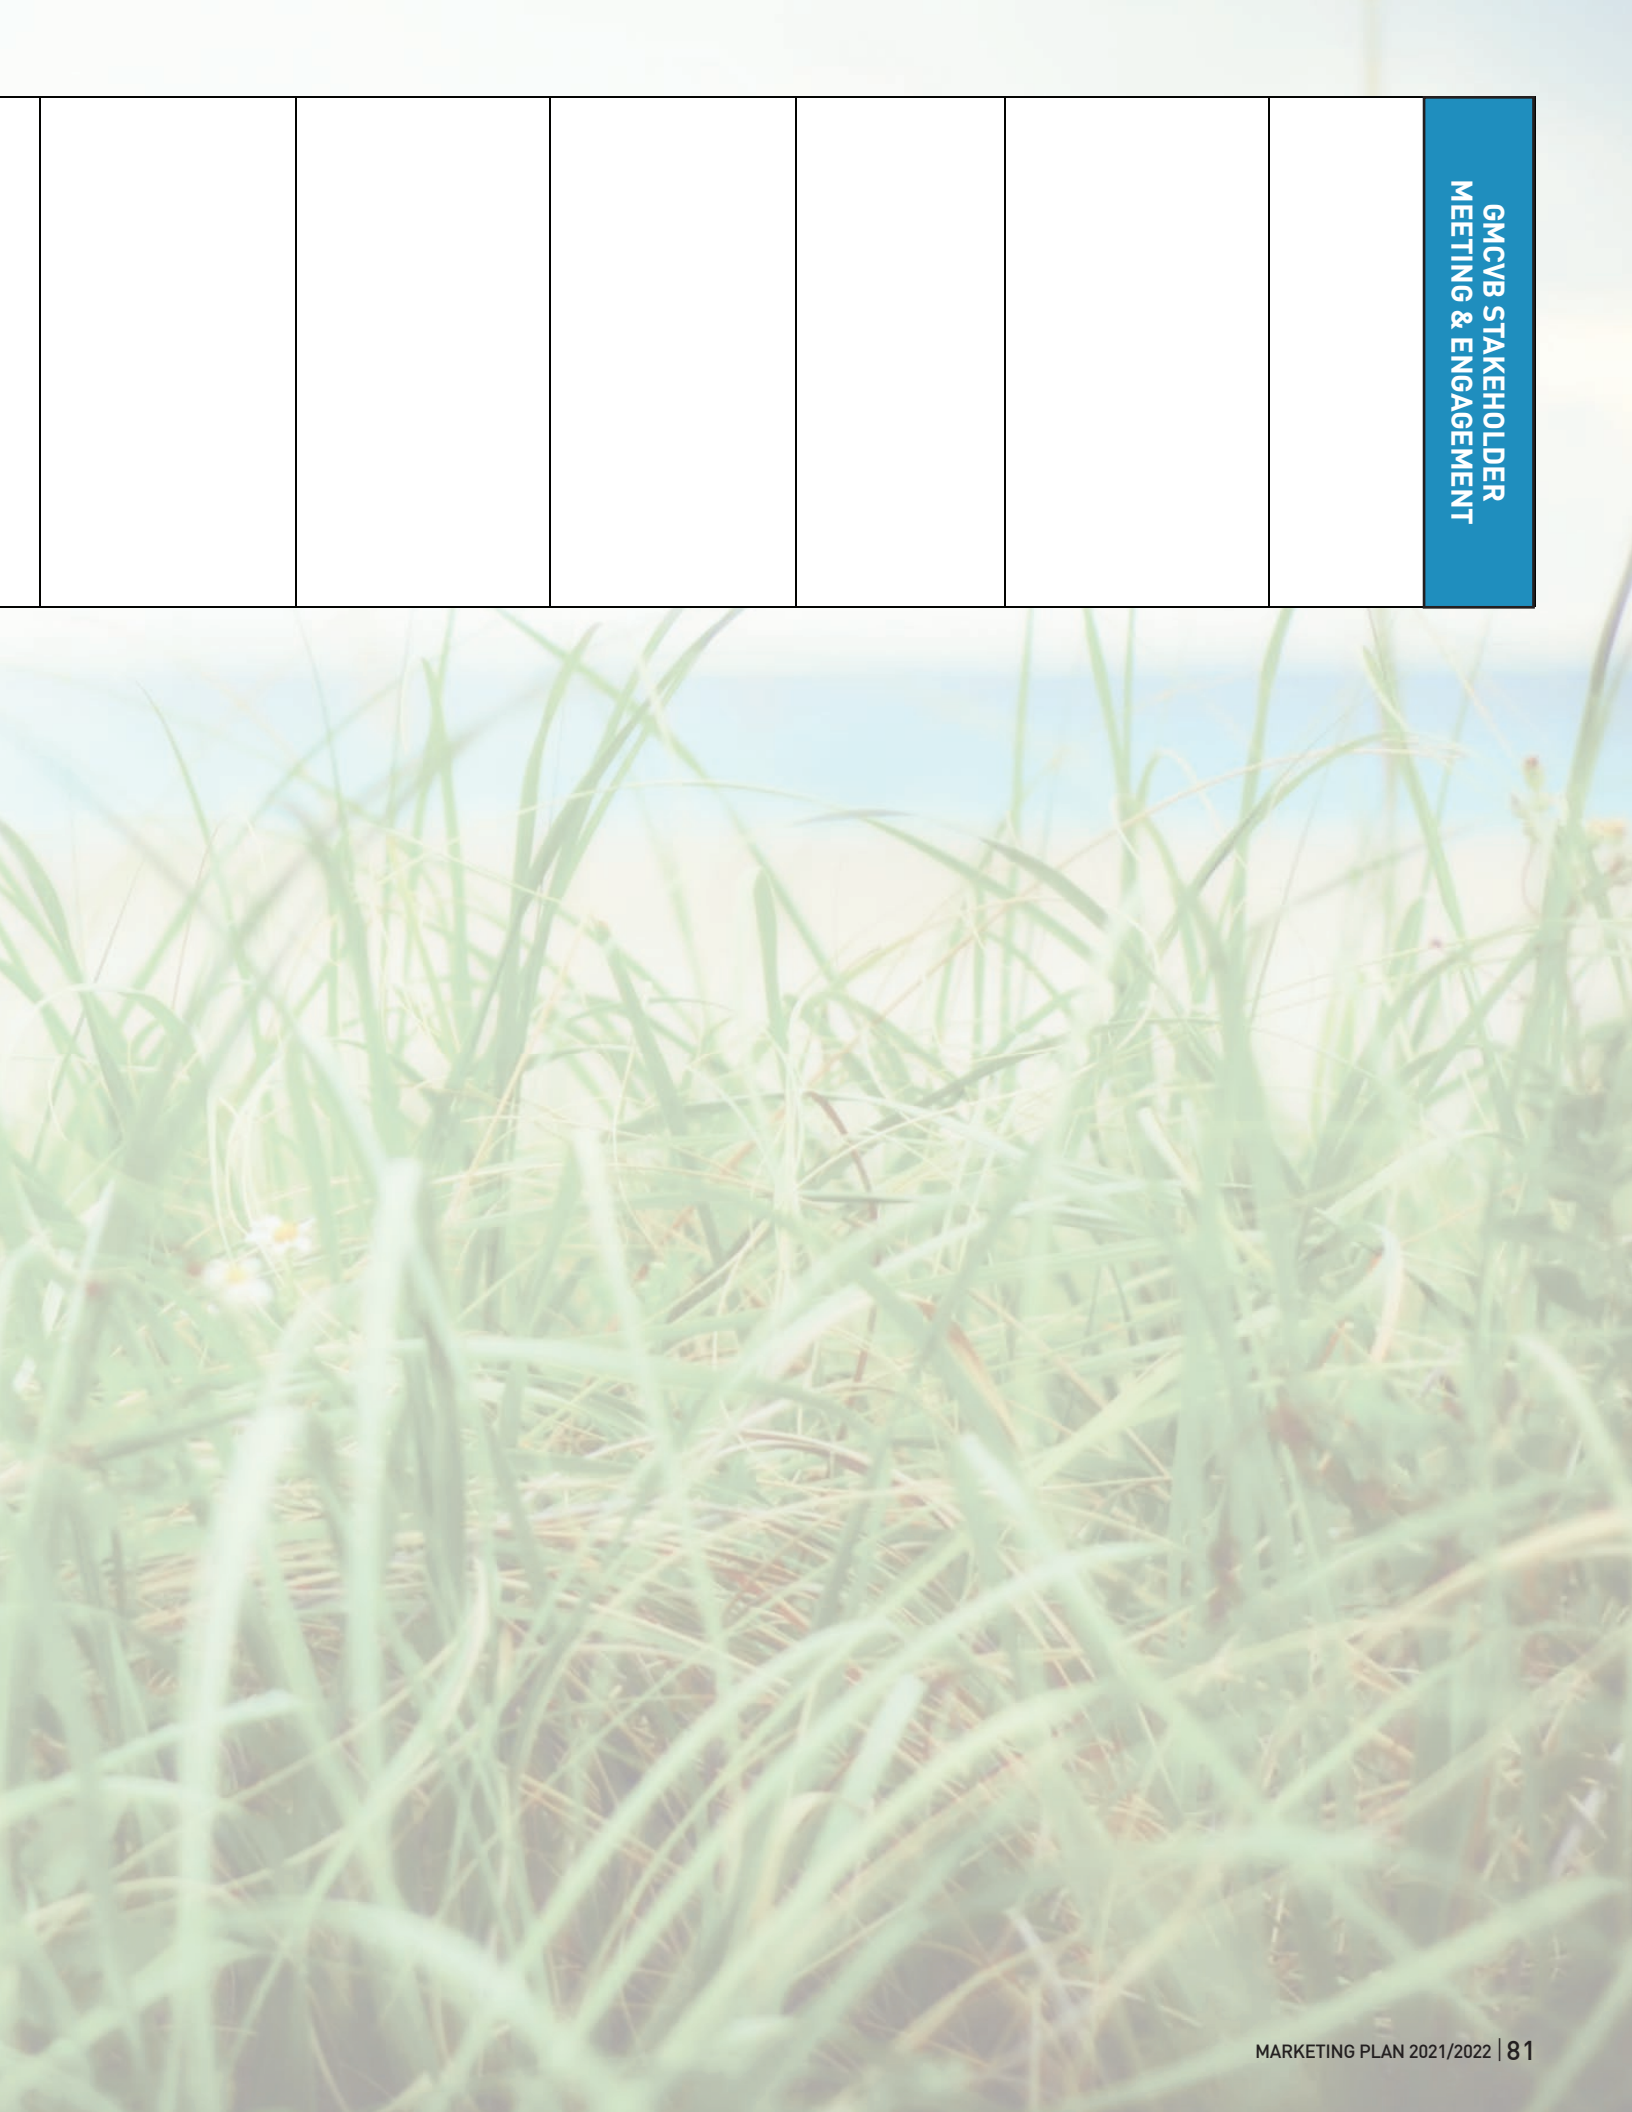 GMCVB STAKEHOLDER
MEETING & ENGAGEMENT
MARKETING PLAN 2021/2022 | 81